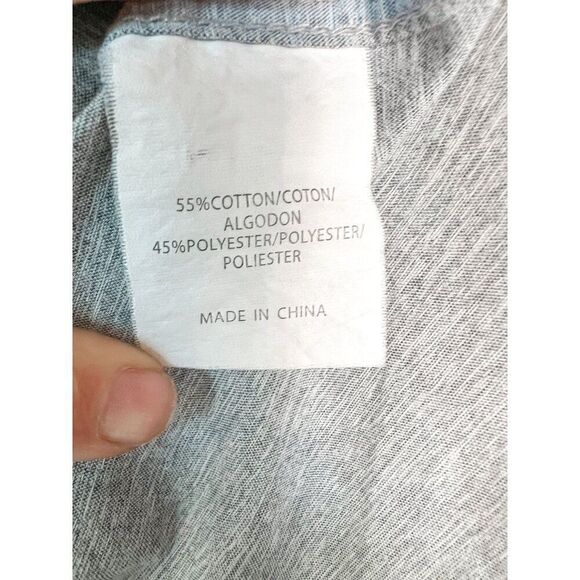 55%COTTON/COTON/
ALGODON
45%POLYESTER/POLYESTER/
POLIESTER
MADE IN CHINA